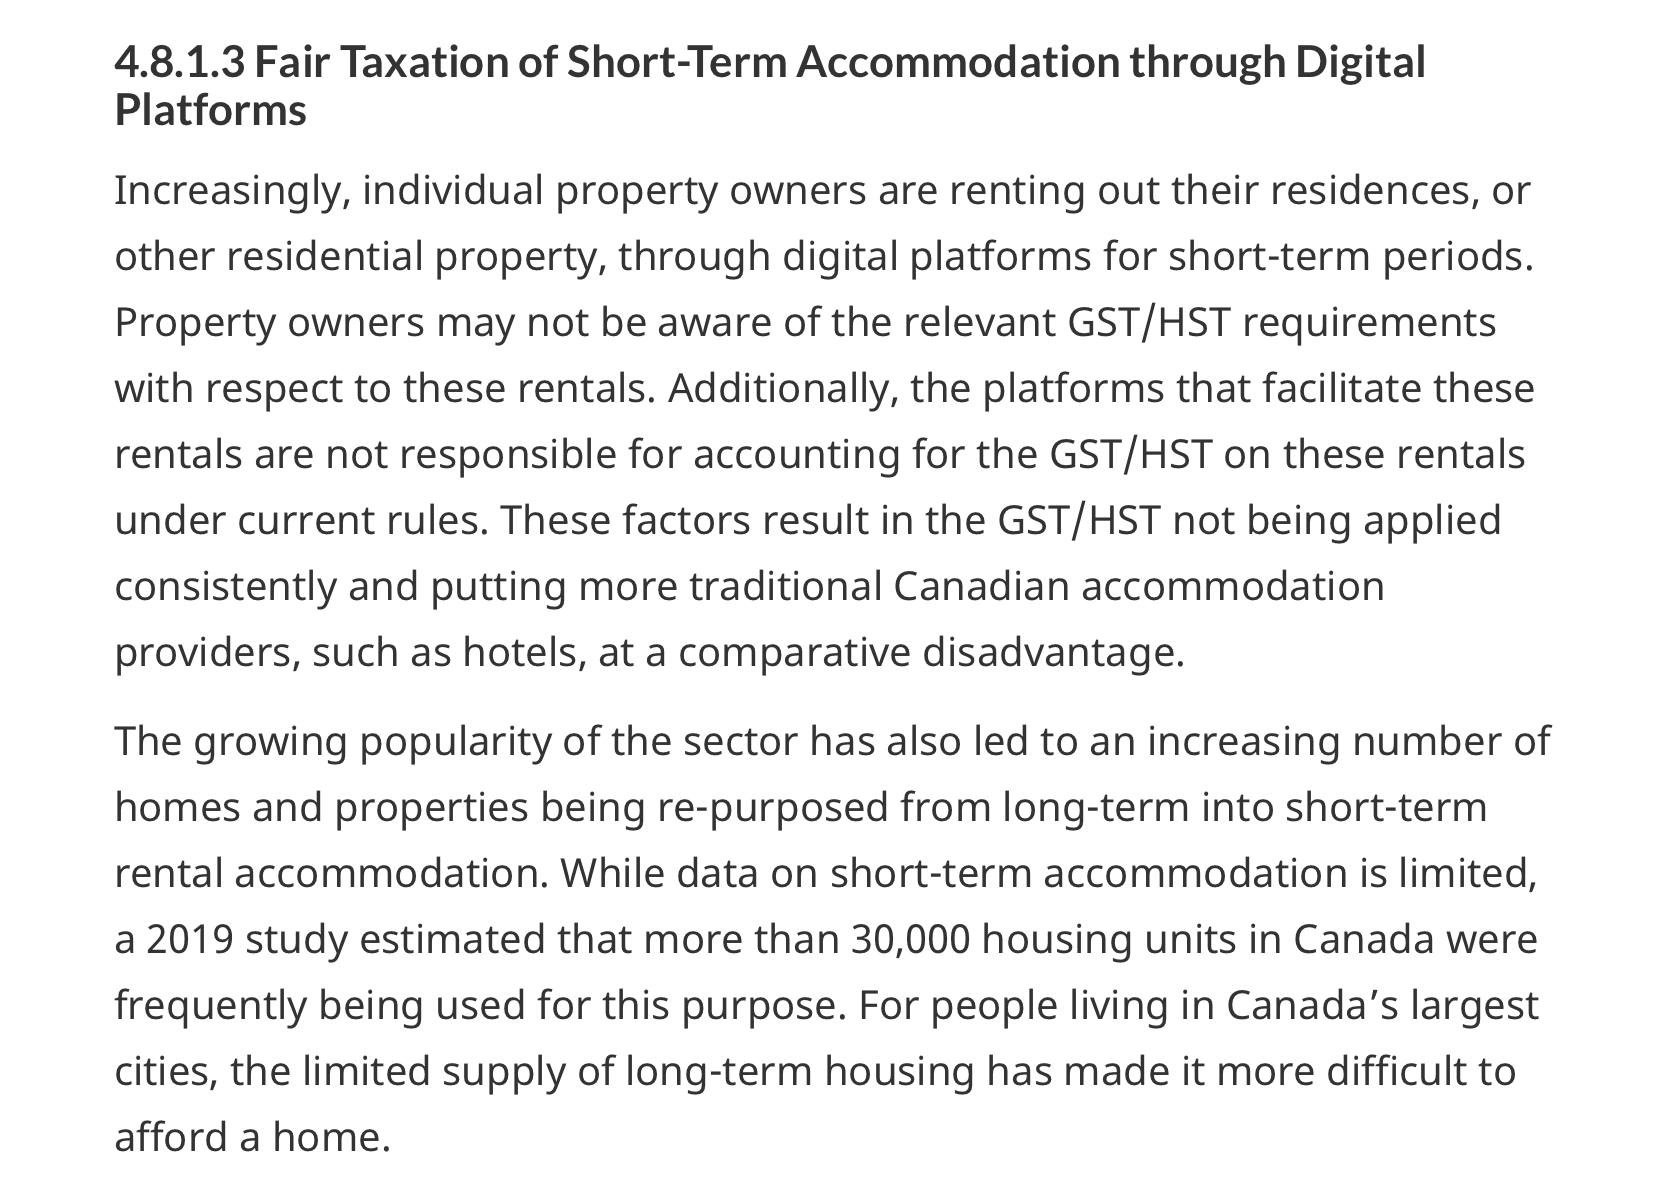 4.8.1.3 Fair Taxation of Short-Term Accommodation through Digital
Platforms
Increasingly, individual property owners are renting out their residences, or
other residential property, through digital platforms for short-term periods.
Property owners may not be aware of the relevant GST/HST requirements
with respect to these rentals. Additionally, the platforms that facilitate these
rentals are not responsible for accounting for the GST/HST on these rentals
under current rules. These factors result in the GST/HST not being applied
consistently and putting more traditional Canadian accommodation
providers, such as hotels, at a comparative disadvantage.
The growing popularity of the sector has also led to an increasing number of
homes and properties being re-purposed from long-term into short-term
rental accommodation. While data on short-term accommodation is limited,
a 2019 study estimated that more than 30,000 housing units in Canada were
frequently being used for this purpose. For people living in Canada’s largest
cities, the limited supply of long-term housing has made it more difficult to
afford a home.